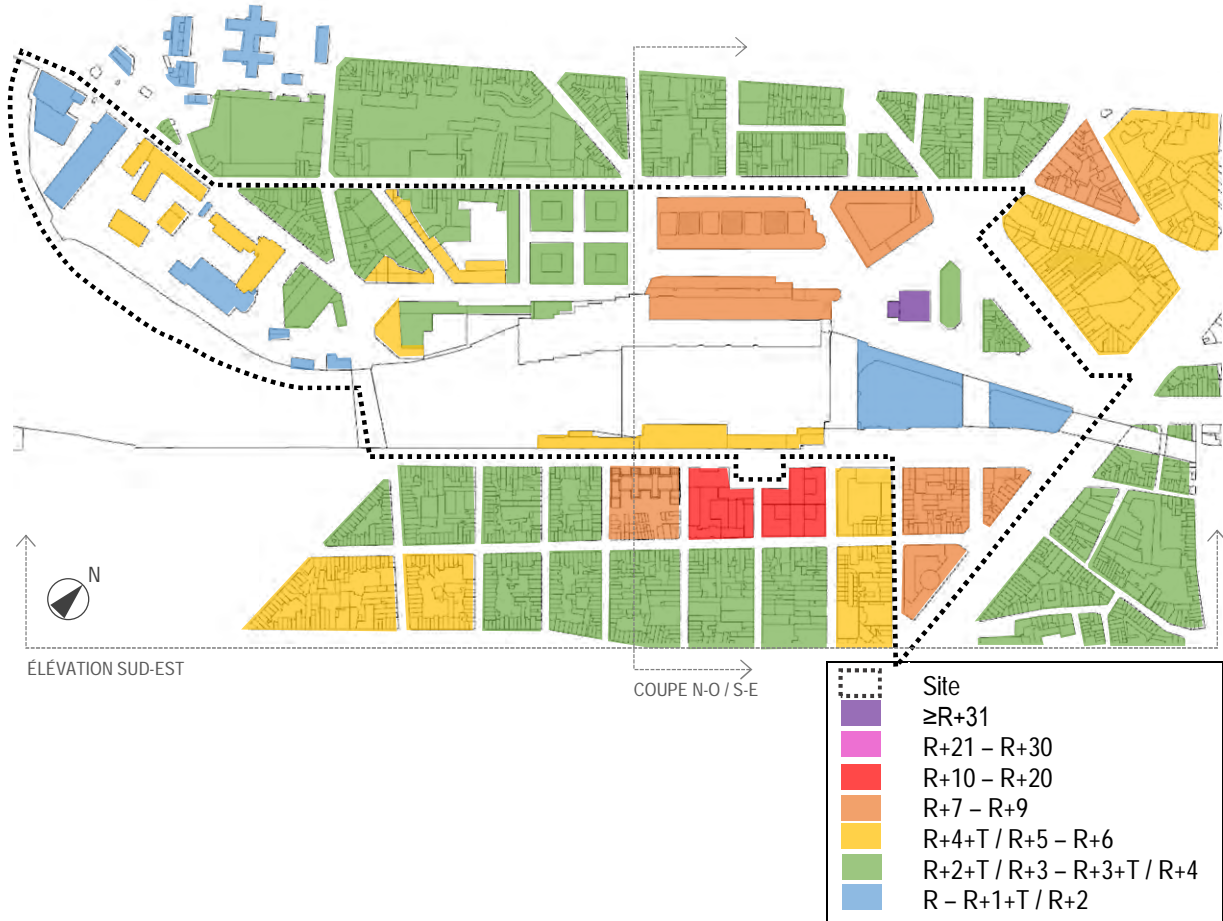 N
ÉLÉVATION SUD-EST
COUPE N-O / S-E
Site
≥R+31
R+21 – R+30
R+10 – R+20
R+7 – R+9
R+4+T / R+5 – R+6
R+2+T / R+3 – R+3+T / R+4
R – R+1+T / R+2